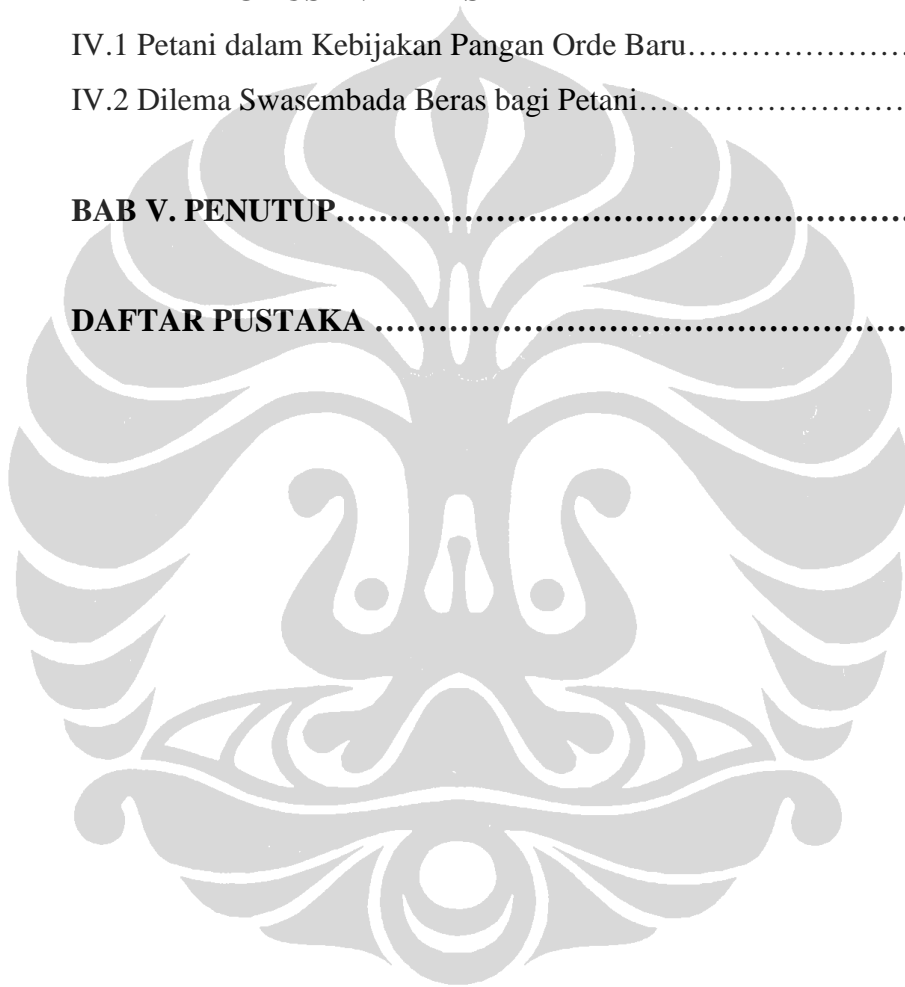 IV.1 Petani dalam Kebijakan Pangan Orde Baru……………………
IV.2 Dilema Swasembada Beras bagi Petani…………………………
BAB V. PENUTUP……………………………………………………………
DAFTAR PUSTAKA ………………………………………………………